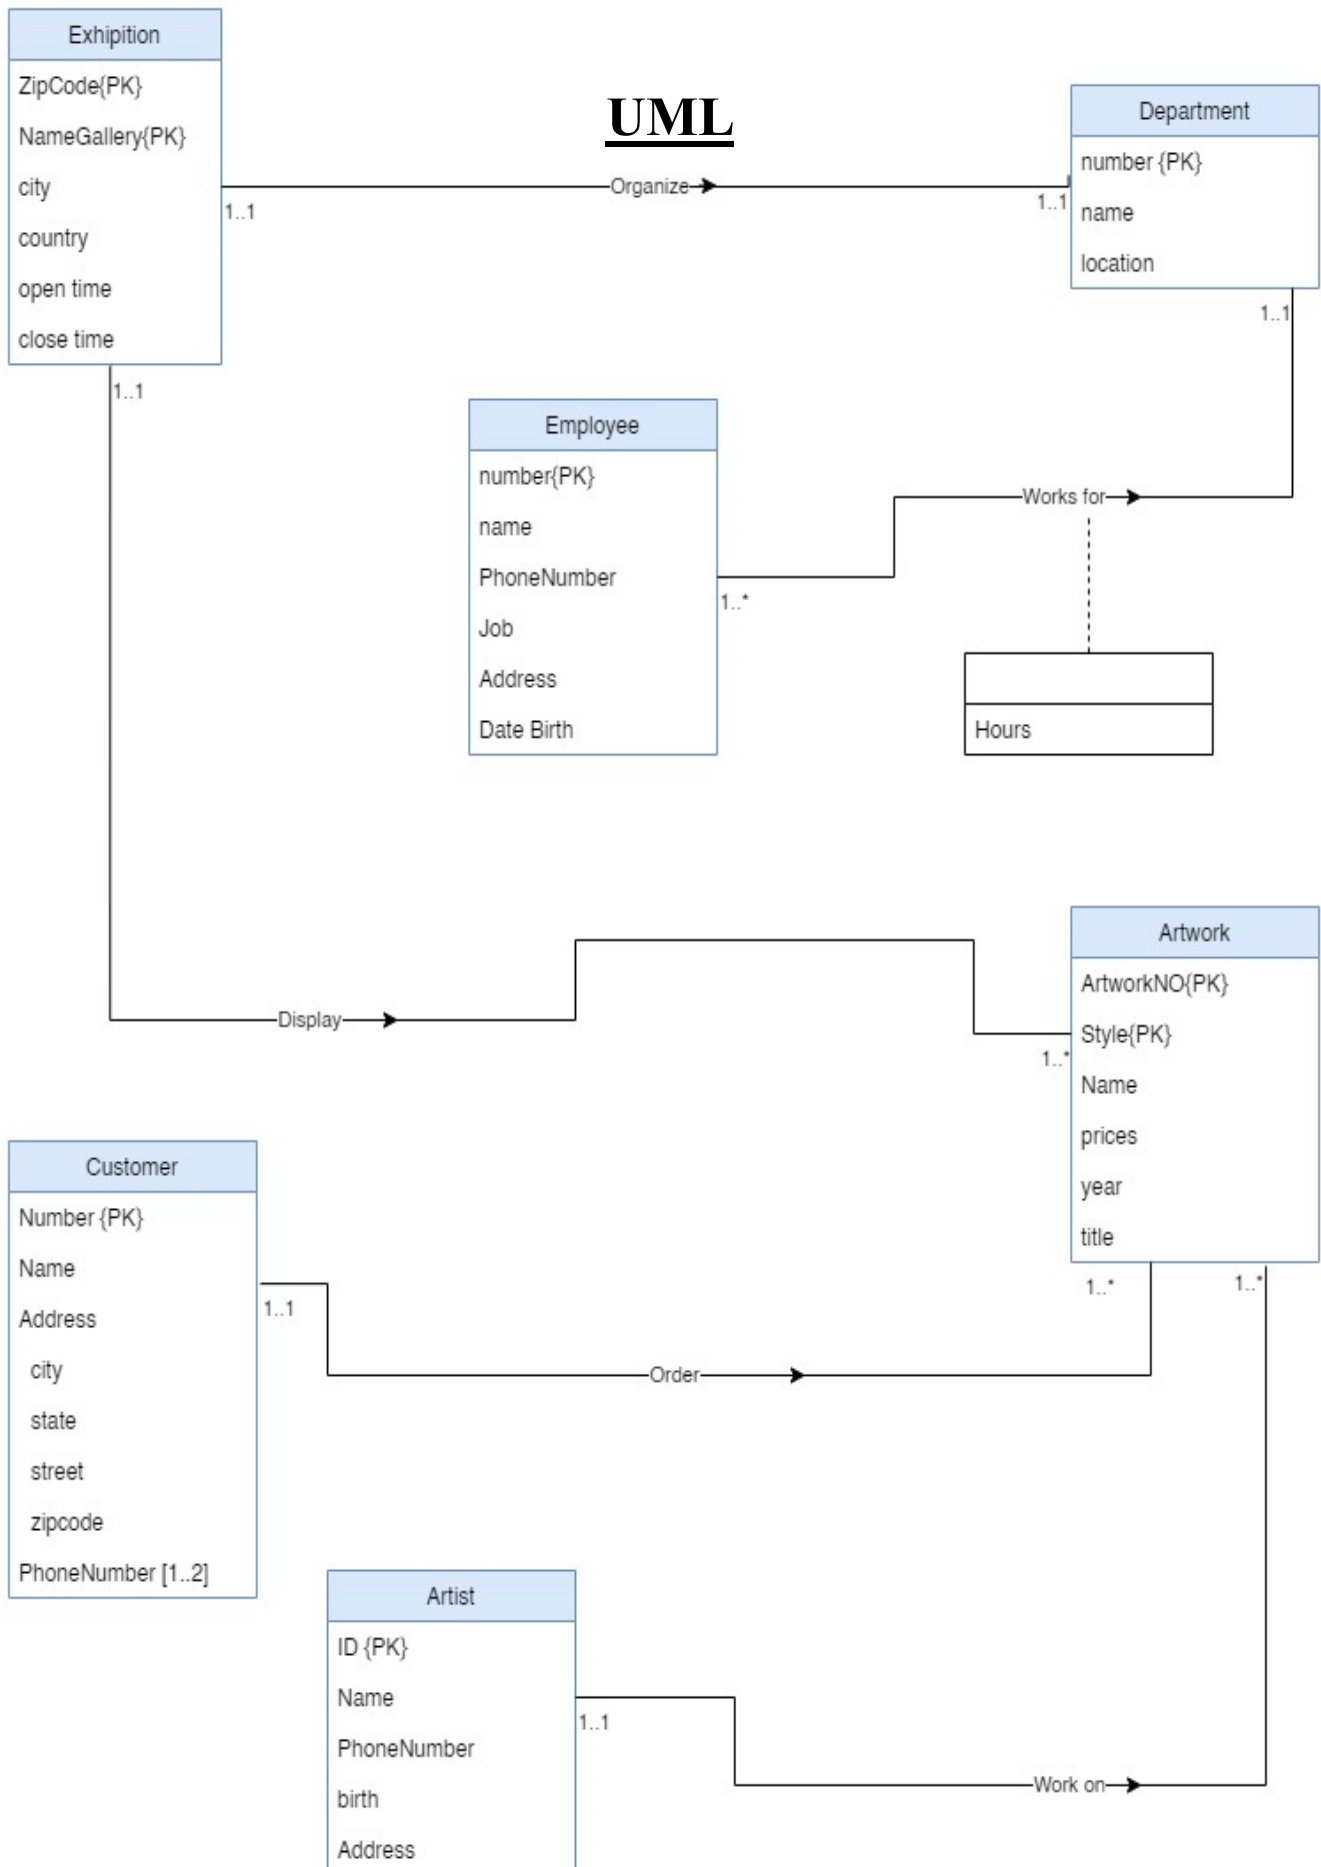 UML
Exhipition
ZipCode{PK}
NameGallery{PK}
city
country
open time
close time
1..1
Organize
1..1
Department
number {PK}
name
location
1..1
1..1
Employee
number{PK}
name
PhoneNumber
Job
Address
Date Birth
1..*
Works for
Hours
Display
1..*
Artwork
ArtworkNO{PK}
Style{PK}
Name
prices
year
title
1..*
1..*
Customer
Number {PK}
Name
Address
city
state
street
zipcode
PhoneNumber [1..2]
1..1
Order
Artist
ID {PK}
Name
PhoneNumber
birth
Address
1..1
Work on